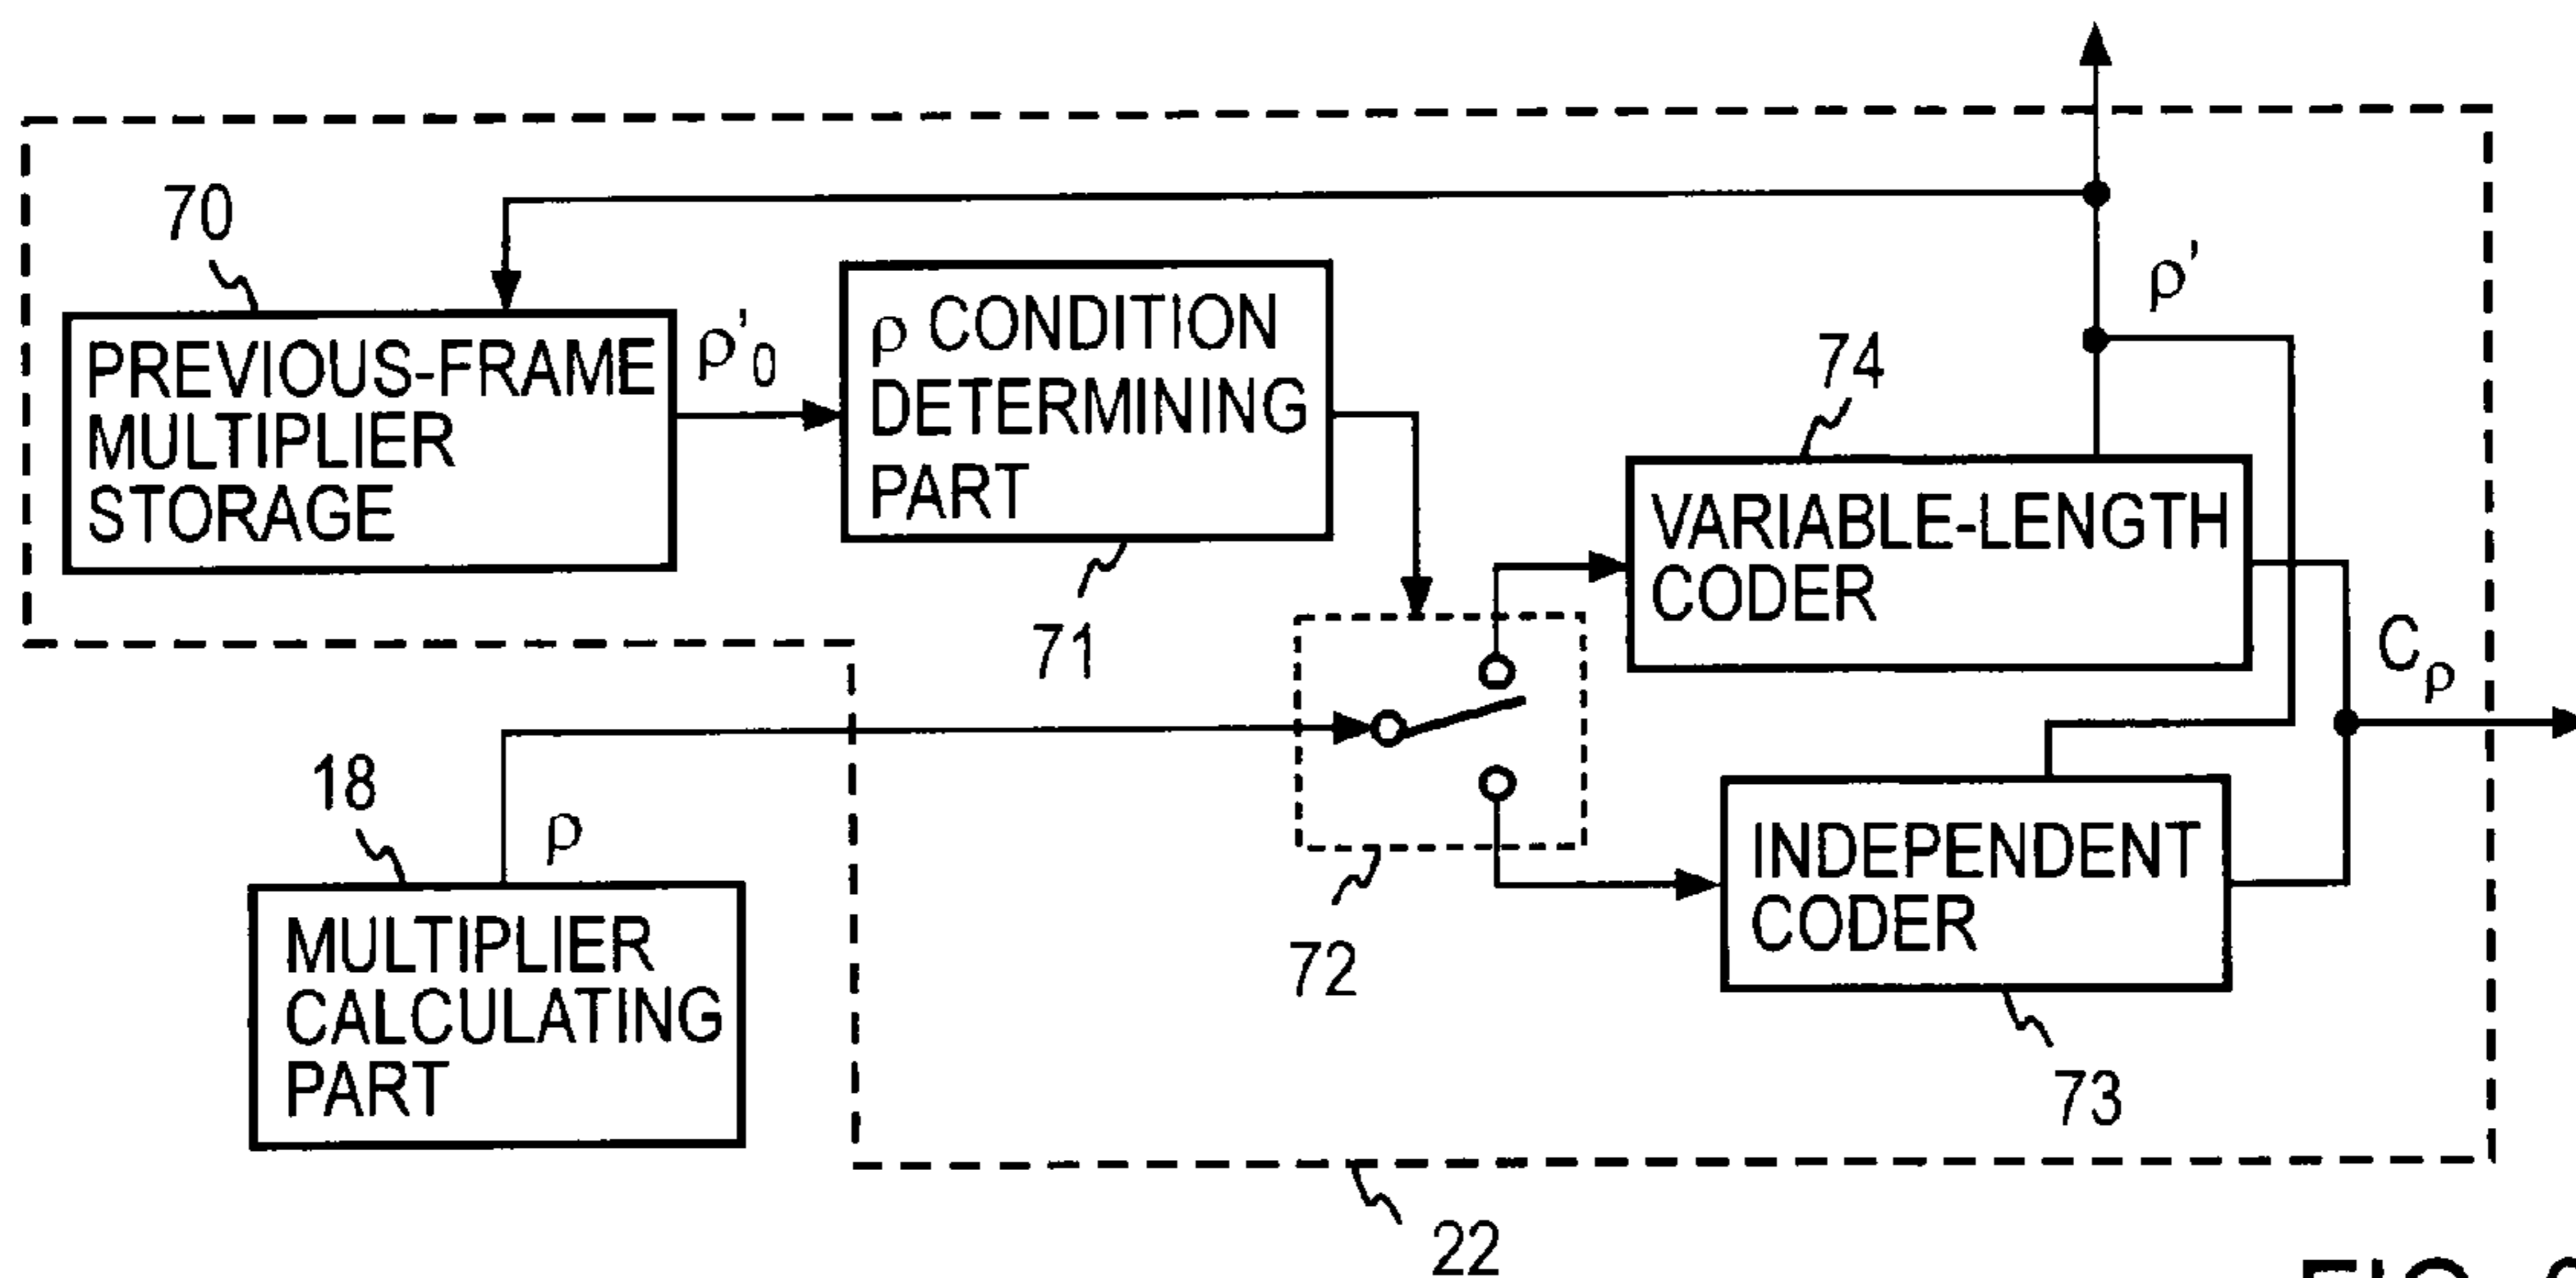 70
PREVIOUS-FRAME
MULTIPLIER
STORAGE
ρ'0
ρ CONDITION
DETERMINING
PART
71
ρ'
74
VARIABLE-LENGTH
CODER
Cρ
18
ρ
MULTIPLIER
CALCULATING
PART
72
INDEPENDENT
CODER
73
22